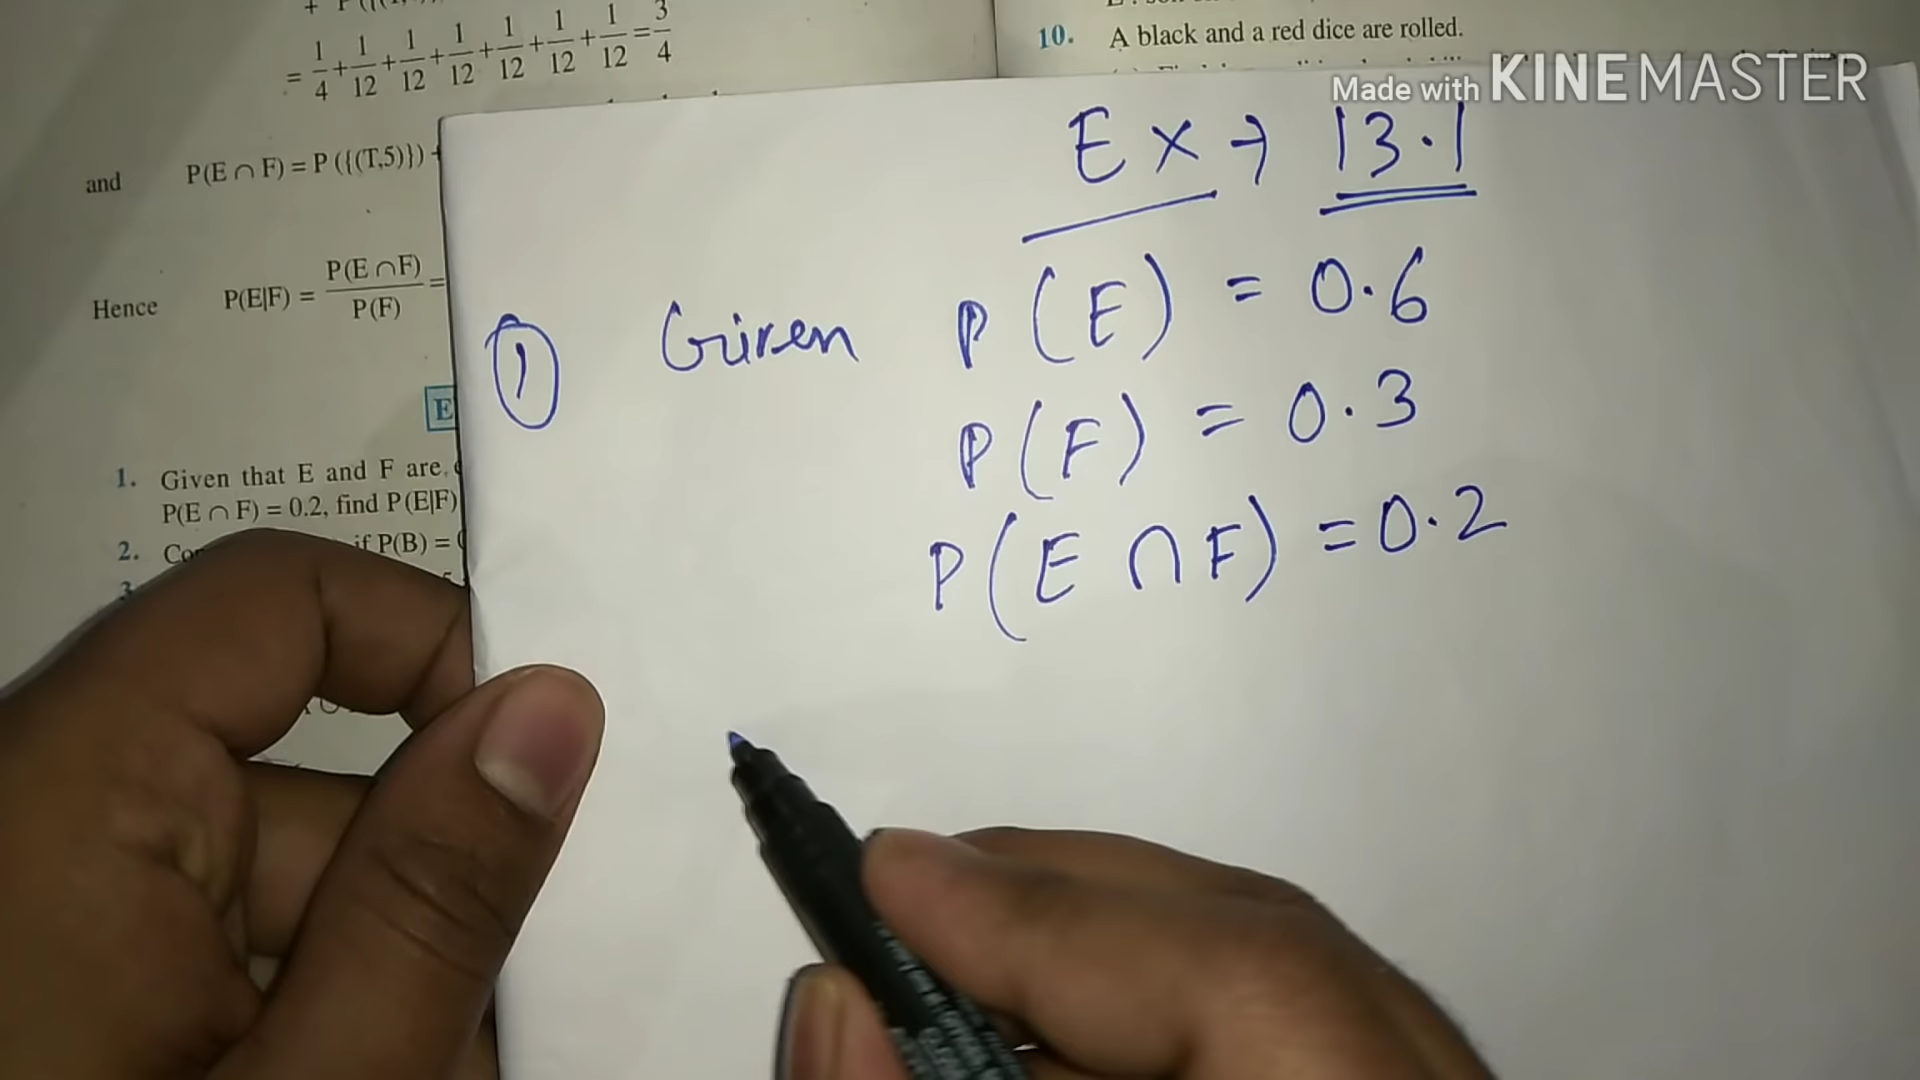 = 1/4 + 1/12 + 1/12 + 1/12 + 1/12 + 1/12 + 1/12 = 3/4
and P(E ∩ F) = P ({(T,5)}) +
Hence P(E|F) = P(E ∩ F) / P(F) =
E
1. Given that E and F are
P(E ∩ F) = 0.2, find P(E|F)
2. if P(B) =
3.
10. A black and a red dice are rolled.
Made with KINEMASTER
Ex → 13.1
① Given P(E) = 0.6
P(F) = 0.3
P(E ∩ F) = 0.2